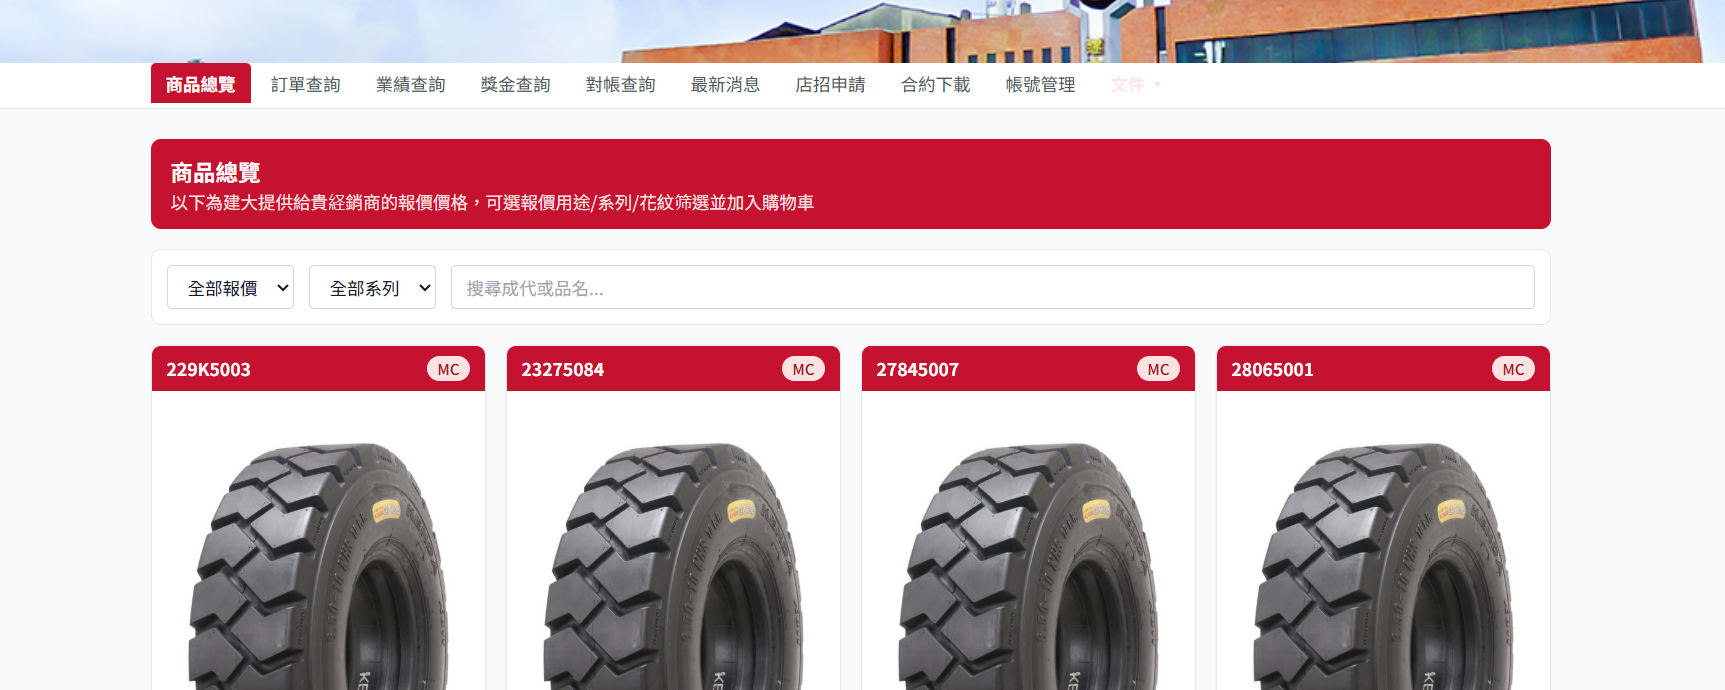 商品總覽 訂單查詢 業績查詢 獎金查詢 對帳查詢 最新消息 店招申請 合約下載 帳號管理 文件
商品總覽
以下為建大提供給貴經銷商的報價價格，可選報價用途/系列/花紋筛選並加入購物車
全部報價 全部系列 搜尋成代或品名...
229K5003 MC 23275084 MC 27845007 MC 28065001 MC